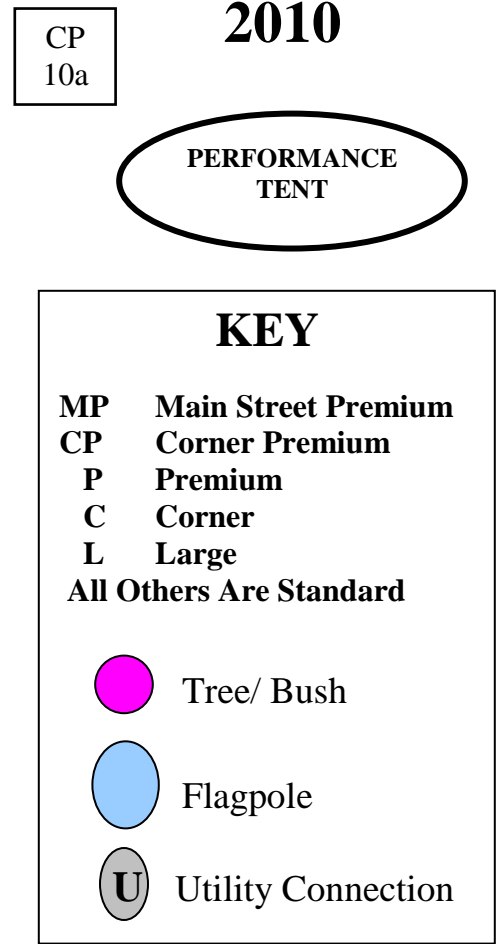 2010
CP
10a
PERFORMANCE
TENT
KEY
MP Main Street Premium
CP Corner Premium
P Premium
C Corner
L Large
All Others Are Standard
Tree/ Bush
Flagpole
U Utility Connection